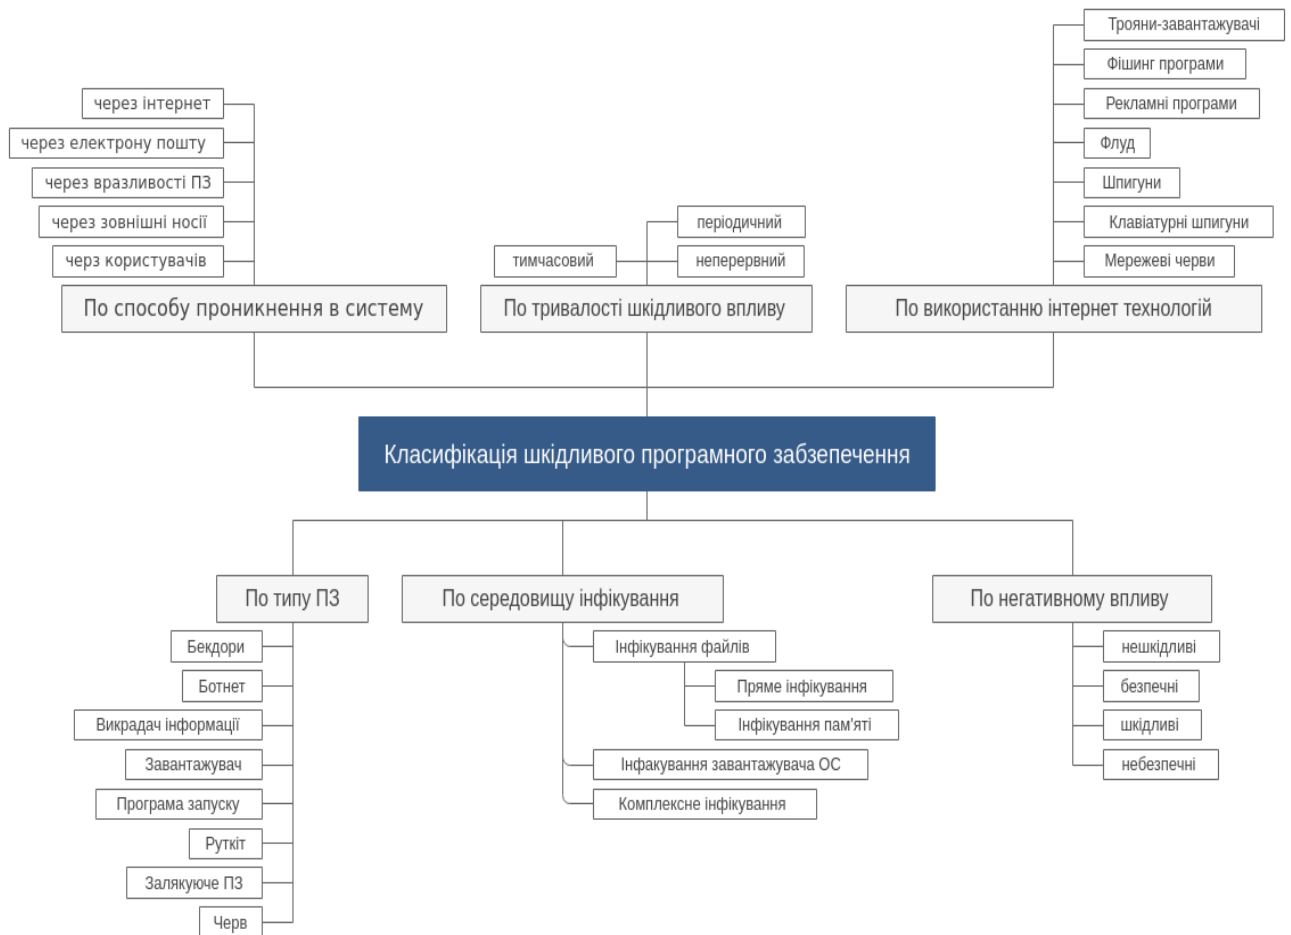 Трояни-завантажувачі
Фішинг програми
Рекламні програми
Флуд
Шпигуни
Клавіатурні шпигуни
Мережеві черви
через інтернет
через електрону пошту
через вразливості ПЗ
через зовнішні носії
черз користувачів
періодичний
тимчасовий
неперервний
По способу проникнення в систему
По тривалості шкідливого впливу
По використанню інтернет технологій
Класифікація шкідливого програмного забзепечення
По типу ПЗ
По середовищу інфікування
По негативному впливу
Бекдори
Ботнет
Викрадач інформації
Завантажувач
Програма запуску
Руткіт
Залякуюче ПЗ
Черв
Інфікування файлів
Пряме інфікування
Інфікування пам'яті
Інфакування завантажувача ОС
Комплексне інфікування
нешкідливі
безпечні
шкідливі
небезпечні